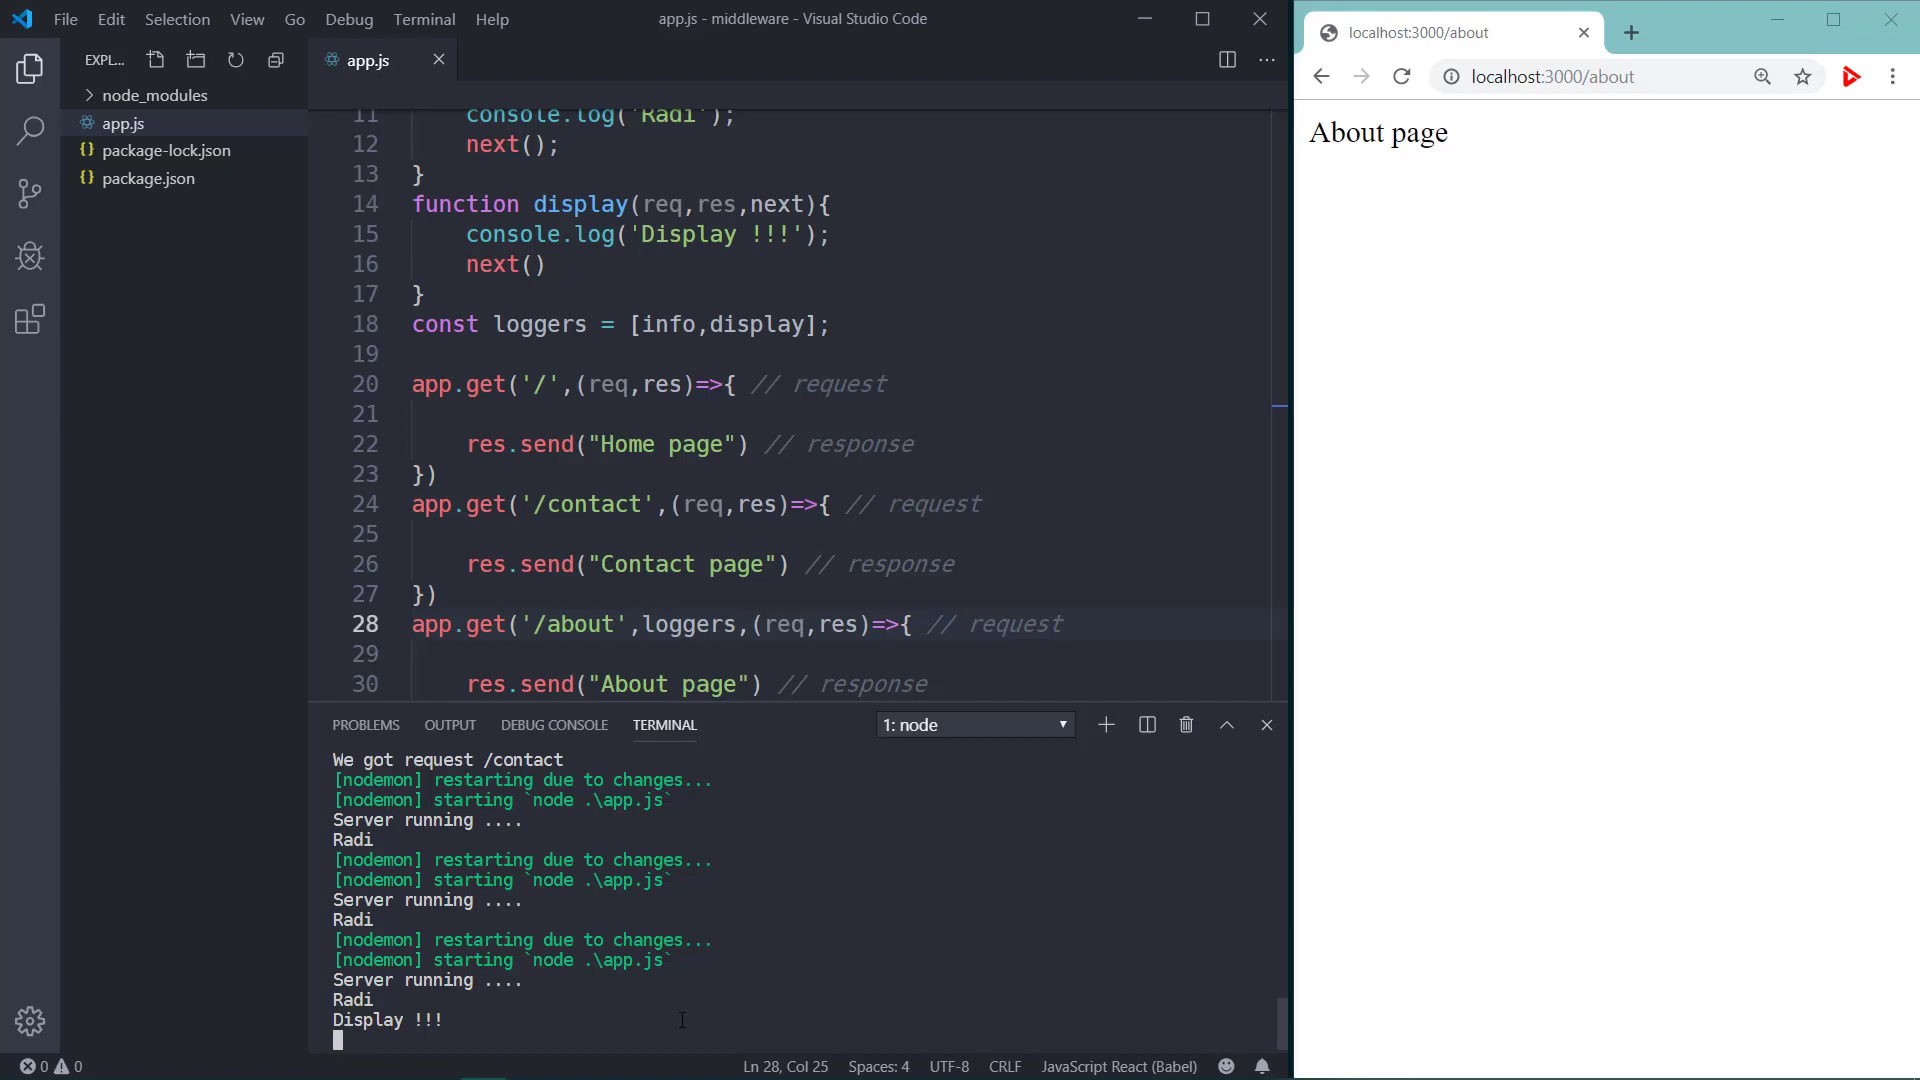 File Edit Selection View Go Debug Terminal Help
app.js - middleware - Visual Studio Code
EXPL...
node_modules
app.js
package-lock.json
package.json
app.js
11 console.log('Radi');
12 next();
13 }
14 function display(req,res,next){
15 console.log('Display !!!');
16 next()
17 }
18 const loggers = [info,display];
19
20 app.get('/',(req,res)=>{ // request
21
22 res.send("Home page") // response
23 })
24 app.get('/contact',(req,res)=>{ // request
25
26 res.send("Contact page") // response
27 })
28 app.get('/about',loggers,(req,res)=>{ // request
29
30 res.send("About page") // response
PROBLEMS OUTPUT DEBUG CONSOLE TERMINAL
1: node
We got request /contact
[nodemon] restarting due to changes...
[nodemon] starting `node .\app.js`
Server running ....
Radi
[nodemon] restarting due to changes...
[nodemon] starting `node .\app.js`
Server running ....
Radi
[nodemon] restarting due to changes...
[nodemon] starting `node .\app.js`
Server running ....
Radi
Display !!!
0 0
Ln 28, Col 25 Spaces: 4 UTF-8 CRLF JavaScript React (Babel)
localhost:3000/about
localhost:3000/about
About page